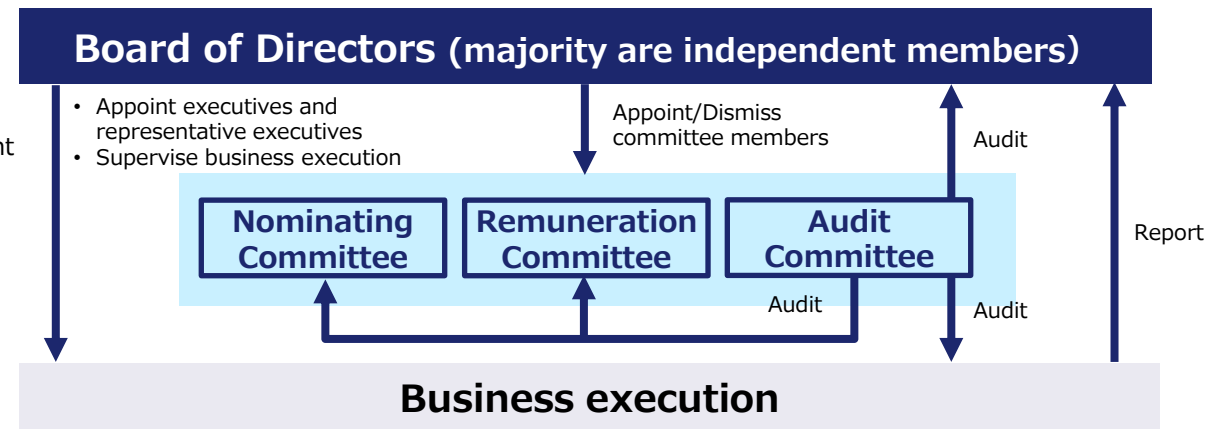 Board of Directors (majority are independent members)
• Appoint executives and
representative executives
• Supervise business execution
Appoint/Dismiss
committee members
Audit
Nominating
Committee
Remuneration
Committee
Audit
Committee
Report
Audit
Audit
Business execution